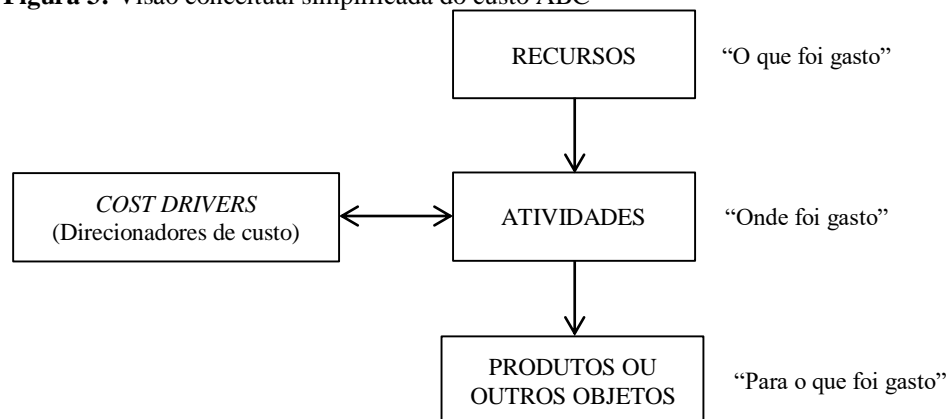 Figura 3: Visão conceitual simplificada do custo ABC
RECURSOS
“O que foi gasto”
COST DRIVERS
(Direcionadores de custo)
ATIVIDADES
“Onde foi gasto”
PRODUTOS OU
OUTROS OBJETOS
“Para o que foi gasto”